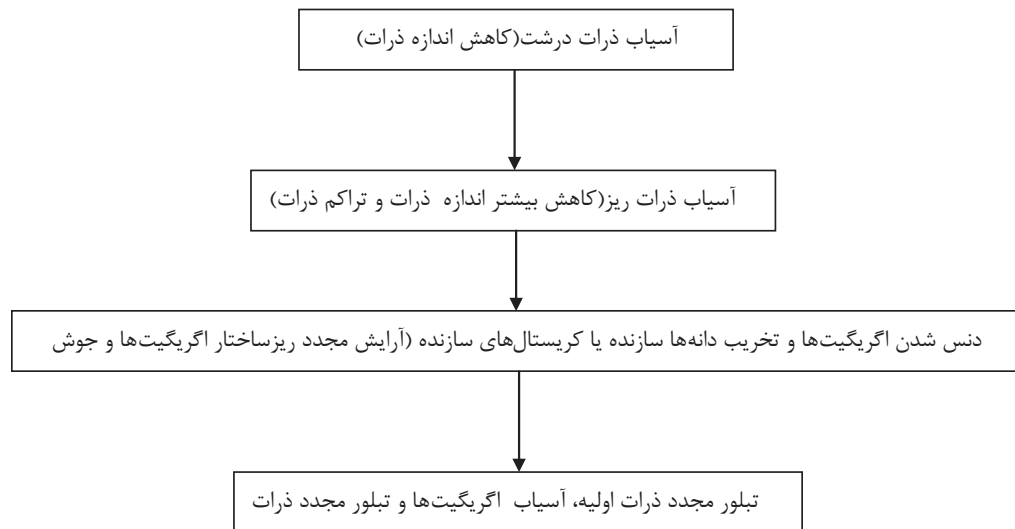 آسیاب ذرات درشت(کاهش اندازه ذرات)
آسیاب ذرات ریز(کاهش بیشتر اندازه ذرات و تراکم ذرات)
دنس شدن اگریگیت‌ها و تخریب دانه‌ها سازنده یا کریستال‌های سازنده (آرایش مجدد ریزساختار اگریگیت‌ها و جوش
تبلور مجدد ذرات اولیه، آسیاب اگریگیت‌ها و تبلور مجدد ذرات